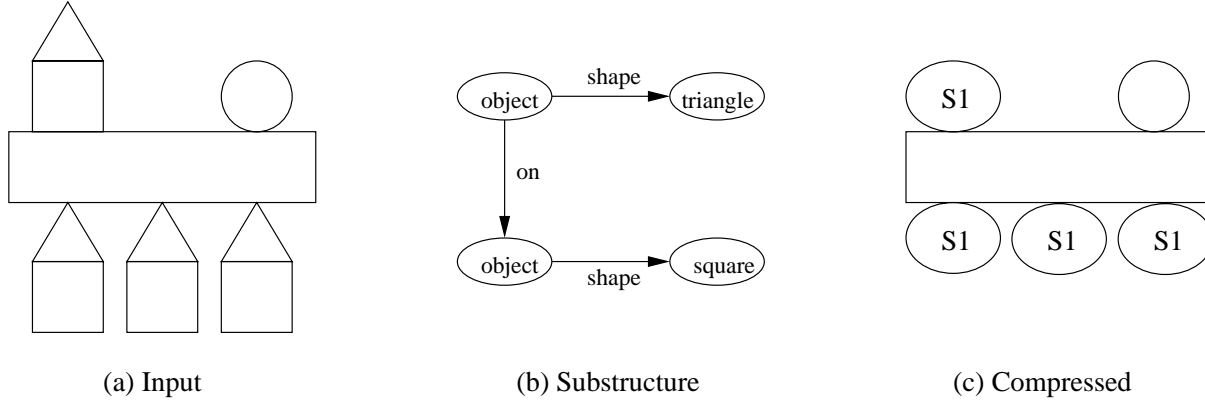 shape
object
triangle
on
object
shape
square
S1
S1
S1
S1
(a) Input
(b) Substructure
(c) Compressed